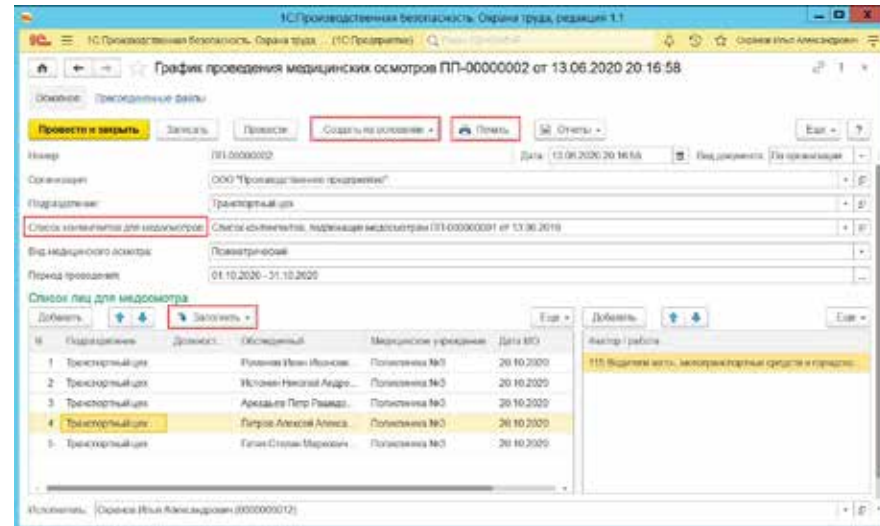 1С:Производственная безопасность. Охрана труда, редакция 1.1
1С:Производственная безопасность. Охрана труда ... (1С:Предприятие)
График проведения медицинских осмотров ПП-00000002 от 13.06.2020 20:16:58
Основное Присоединенные файлы
Провести и закрыть Записать Провести Создать на основании Печать Отчеты Еще ?
Номер: ПП-00000002 Дата: 13.06.2020 20:16:58 Вид документа: По организации
Организация: ООО "Производственное предприятие"
Подразделение: Транспортный цех
Список контингентов для медосмотров: Список контингентов, подлежащих медосмотрам ПП-000000001 от 13.06.2019
Вид медицинского осмотра: Психиатрический
Период проведения: 01.10.2020 - 31.10.2020
Список лиц для медосмотра
Добавить Заполнить Еще Добавить Еще
N Подразделение Должност. Обследуемый Медицинское учреждение Дата МО Фактор / работа
1 Транспортный цех Иван Поликлиника №3 20.10.2020
2 Транспортный цех Николай Поликлиника №3 20.10.2020
3 Транспортный цех Петр Поликлиника №3 20.10.2020
4 Транспортный цех Петров Алексей Поликлиника №3 20.10.2020
5 Транспортный цех Поликлиника №3 20.10.2020
Исполнитель: Илья Александрович (0000000012)